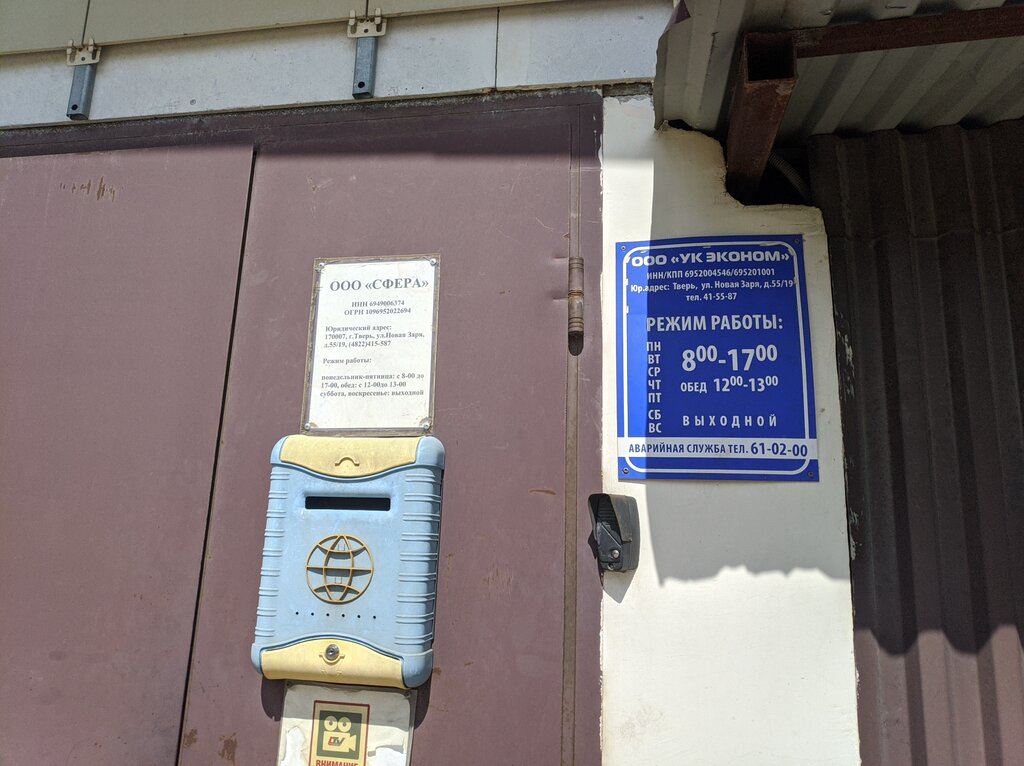 ООО «СФЕРА»
ИНН 6949006374
ОГРН 1096952022694
Юридический адрес:
170007, г.Тверь, ул.Новая Заря,
д.55/19, (4822)415-587
Режим работы:
понедельник-пятница: с 8-00 до
17-00, обед: с 12-00до 13-00
суббота, воскресенье: выходной
ООО «УК ЭКОНОМ»
ИНН/КПП 6952004546/695201001
Юр.адрес: Тверь, ул. Новая Заря, д.55/19
тел. 41-55-87
РЕЖИМ РАБОТЫ:
ПН
ВТ
СР
ЧТ
ПТ
8⁰⁰-17⁰⁰
ОБЕД 12⁰⁰-13⁰⁰
СБ
ВС
ВЫХОДНОЙ
АВАРИЙНАЯ СЛУЖБА ТЕЛ. 61-02-00
ВНИМАНИЕ